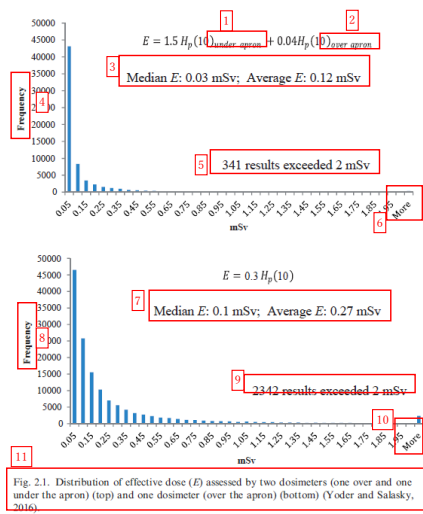 1
2
E = 1.5 Hp(10)under apron + 0.04Hp(10)over apron
3
Median E: 0.03 mSv; Average E: 0.12 mSv
4
Frequency
50000
45000
40000
35000
30000
25000
20000
15000
10000
5000
0
5
341 results exceeded 2 mSv
0.05 0.15 0.25 0.35 0.45 0.55 0.65 0.75 0.85 0.95 1.05 1.15 1.25 1.35 1.45 1.55 1.65 1.75 1.85 1.95 More
6
mSv
50000
45000
40000
35000
30000
25000
20000
15000
10000
5000
0
E = 0.3 Hp(10)
7
Median E: 0.1 mSv; Average E: 0.27 mSv
8
Frequency
9
2342 results exceeded 2 mSv
10
0.05 0.15 0.25 0.35 0.45 0.55 0.65 0.75 0.85 0.95 1.05 1.15 1.25 1.35 1.45 1.55 1.65 1.75 1.85 1.95 More
mSv
11
Fig. 2.1. Distribution of effective dose (E) assessed by two dosimeters (one over and one
under the apron) (top) and one dosimeter (over the apron) (bottom) (Yoder and Salasky,
2016).